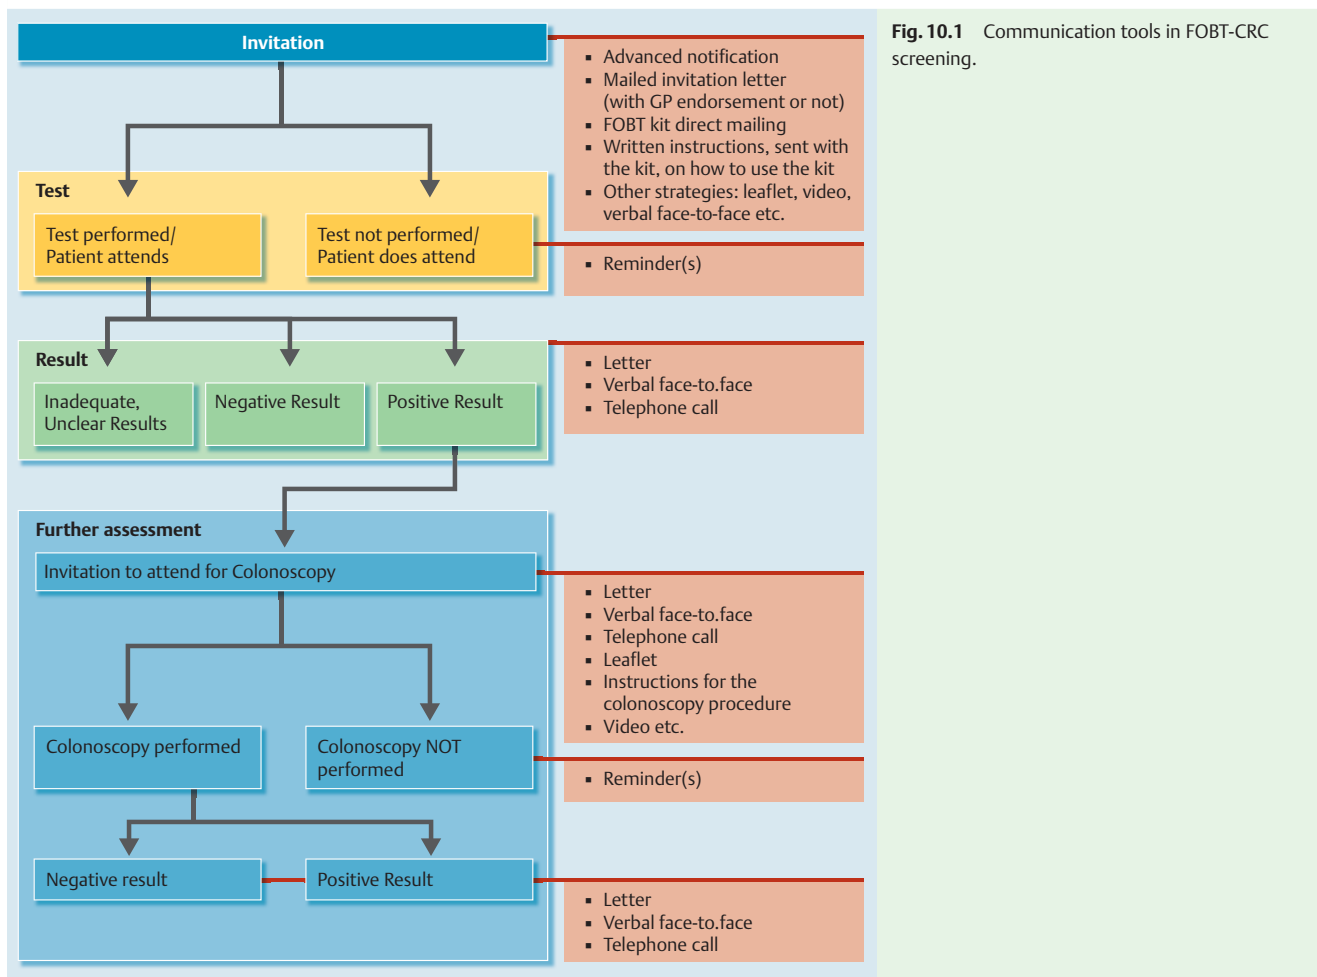 Invitation
▪ Advanced notification
▪ Mailed invitation letter
(with GP endorsement or not)
▪ FOBT kit direct mailing
▪ Written instructions, sent with
the kit, on how to use the kit
▪ Other strategies: leaflet, video,
verbal face-to-face etc.
Test
Test performed/
Patient attends
Test not performed/
Patient does attend
▪ Reminder(s)
Result
Inadequate,
Unclear Results
Negative Result
Positive Result
▪ Letter
▪ Verbal face-to.face
▪ Telephone call
Further assessment
Invitation to attend for Colonoscopy
▪ Letter
▪ Verbal face-to.face
▪ Telephone call
▪ Leaflet
▪ Instructions for the
colonoscopy procedure
▪ Video etc.
Colonoscopy performed
Colonoscopy NOT
performed
▪ Reminder(s)
Negative result
Positive Result
▪ Letter
▪ Verbal face-to.face
▪ Telephone call
Fig. 10.1 Communication tools in FOBT-CRC
screening.